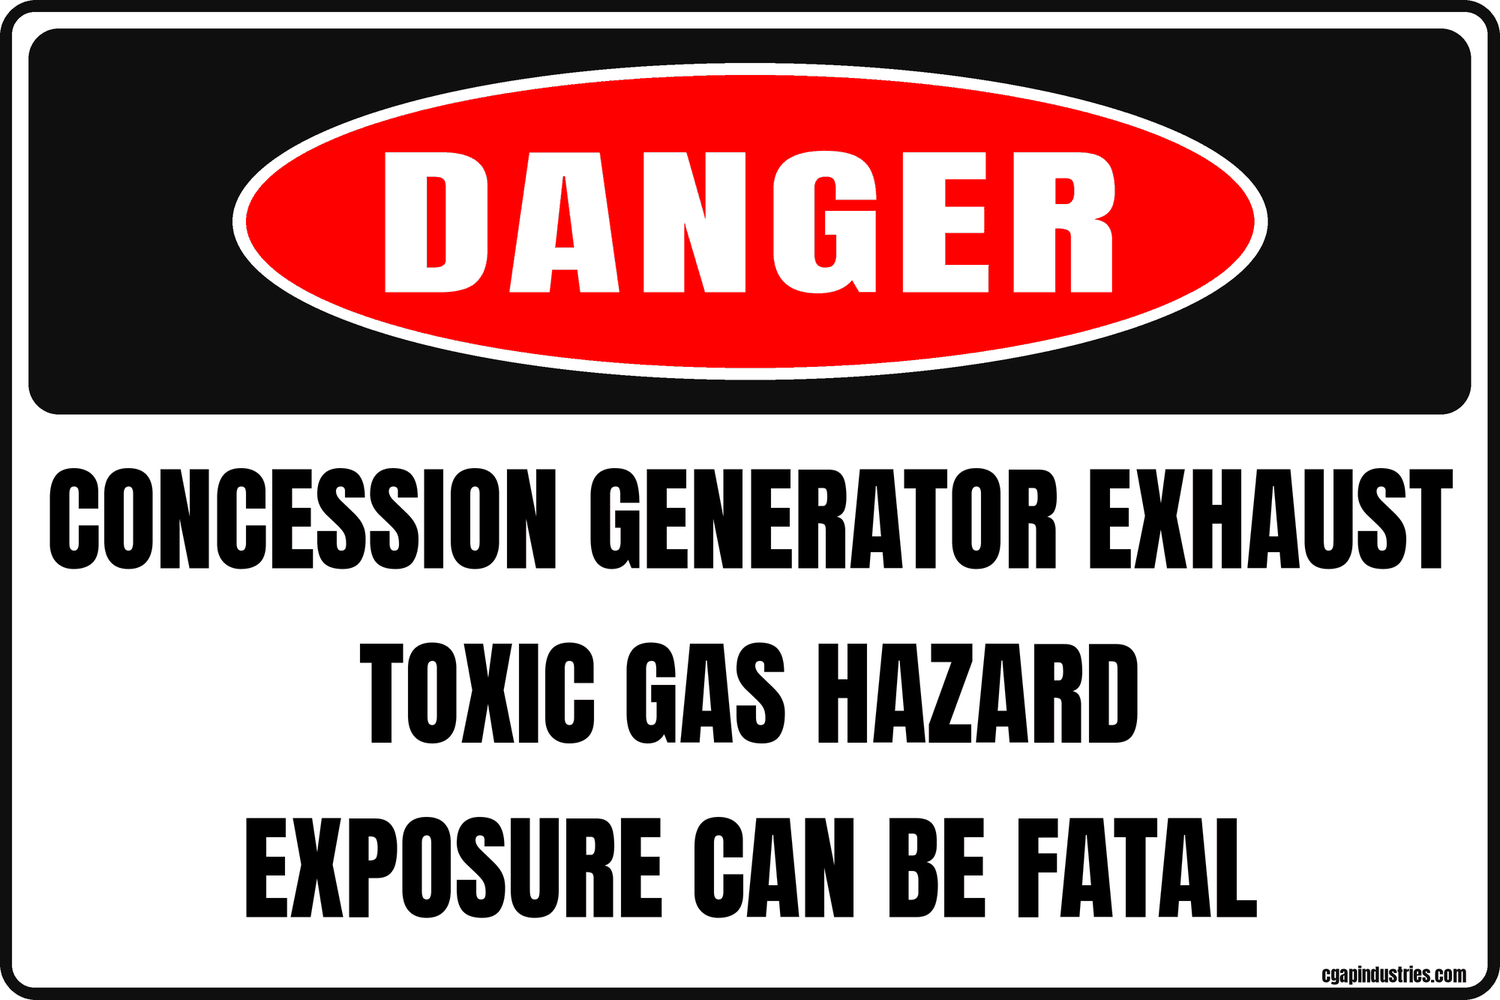 DANGER
CONCESSION GENERATOR EXHAUST
TOXIC GAS HAZARD
EXPOSURE CAN BE FATAL
cgapindustries.com